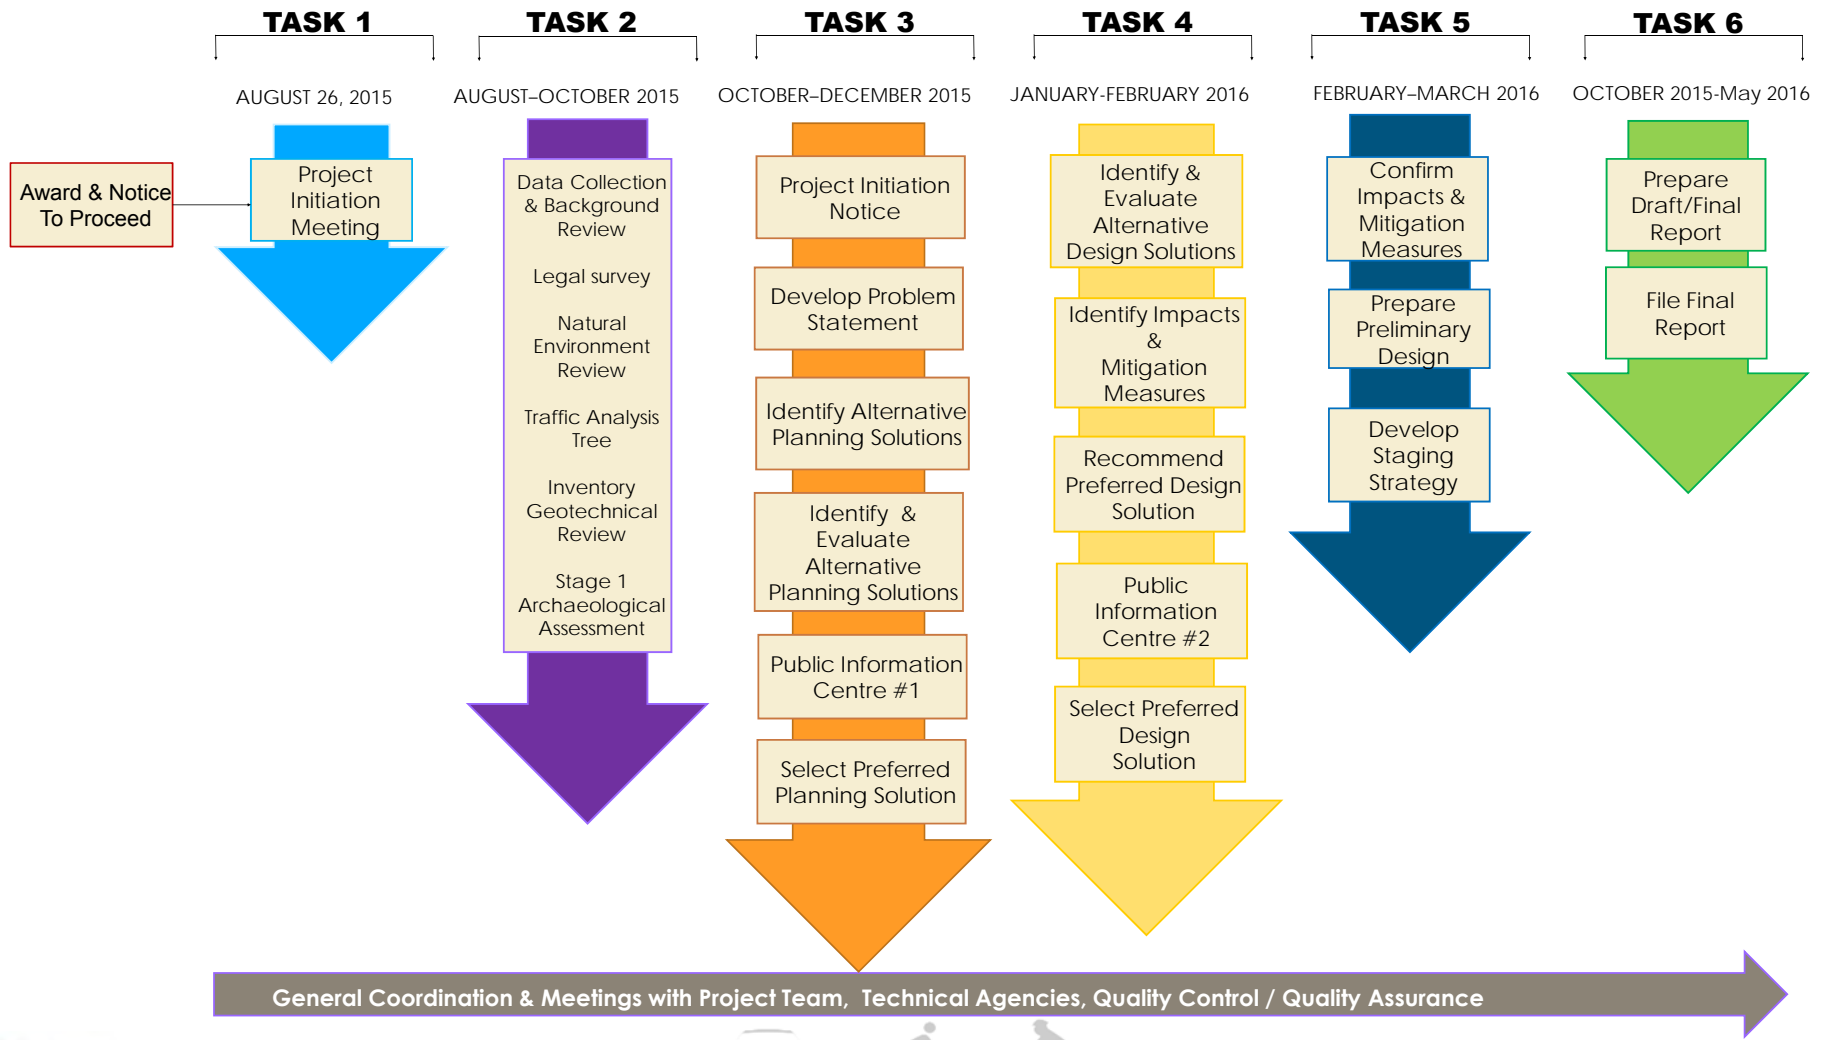 TASK 1
AUGUST 26, 2015
Award & Notice
To Proceed
Project
Initiation
Meeting
TASK 2
AUGUST–OCTOBER 2015
Data Collection
& Background
Review
Legal survey
Natural
Environment
Review
Traffic Analysis
Tree
Inventory
Geotechnical
Review
Stage 1
Archaeological
Assessment
TASK 3
OCTOBER–DECEMBER 2015
Project Initiation
Notice
Develop Problem
Statement
Identify Alternative
Planning Solutions
Identify &
Evaluate
Alternative
Planning Solutions
Public Information
Centre #1
Select Preferred
Planning Solution
TASK 4
JANUARY-FEBRUARY 2016
Identify &
Evaluate
Alternative
Design Solutions
Identify Impacts
&
Mitigation
Measures
Recommend
Preferred Design
Solution
Public
Information
Centre #2
Select Preferred
Design
Solution
TASK 5
FEBRUARY–MARCH 2016
Confirm
Impacts &
Mitigation
Measures
Prepare
Preliminary
Design
Develop
Staging
Strategy
TASK 6
OCTOBER 2015-May 2016
Prepare
Draft/Final
Report
File Final
Report
General Coordination & Meetings with Project Team, Technical Agencies, Quality Control / Quality Assurance